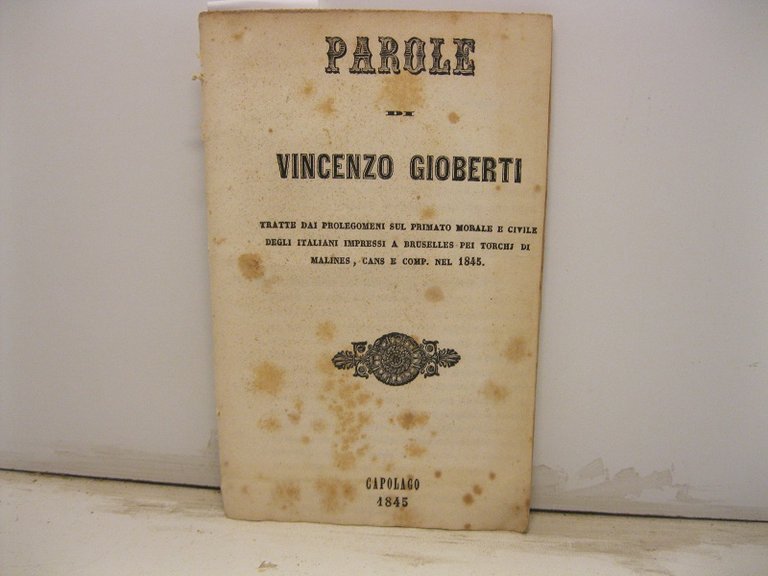 PAROLE
DI
VINCENZO GIOBERTI
TRATTE DAI PROLEGOMENI SUL PRIMATO MORALE E CIVILE
DEGLI ITALIANI IMPRESSI A BRUSELLES PEI TORCHJ DI
MALINES, CANS E COMP. NEL 1845.
CAPOLAGO
1845